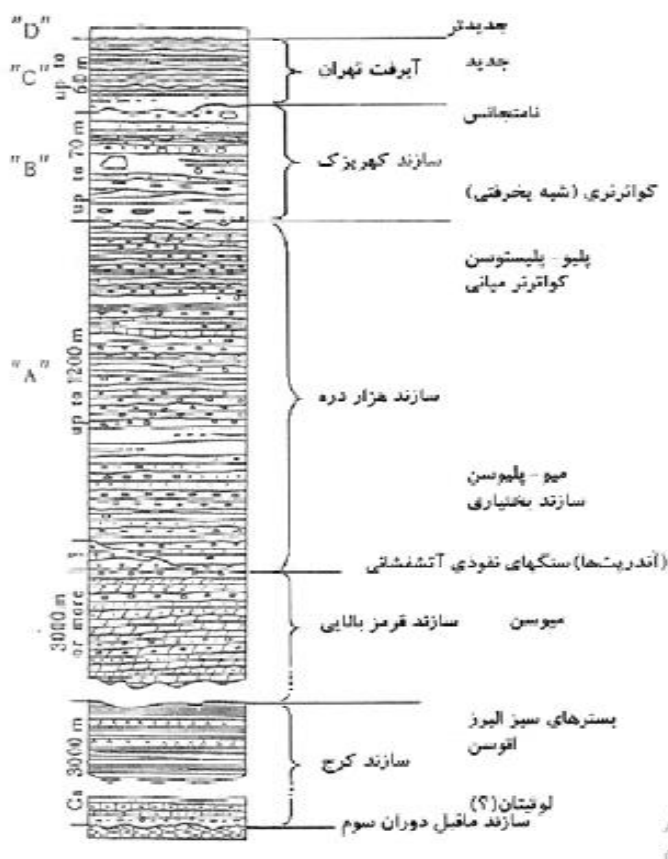 "D"
جدیدتر
"C"
up to 60 m
آبرفت تهران
جدید
نامتجانس
"B"
up to 70 m
سازند کهریزک
کواترنری (شبه یخرفتی)
پلیو - پلیستوسن
کواترنر میانی
"A"
up to 1200 m
سازند هزار دره
میو - پلیوسن
سازند بختیاری
?
(آندزیت‌ها) سنگهای نفوذی آتشفشانی
3000 m
or more
سازند قرمز بالایی
میوسن
بسترهای سبز البرز
ائوسن
3000 m
سازند کرج
Ca
لوتیتان (؟)
سازند ماقبل دوران سوم